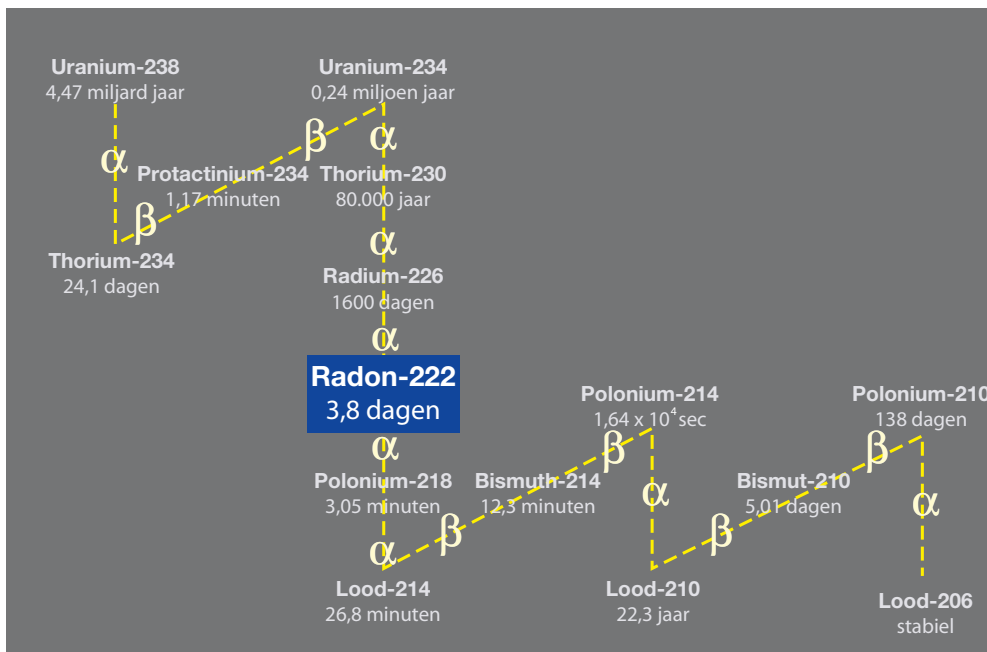 Uranium-238
4,47 miljard jaar
Uranium-234
0,24 miljoen jaar
α
β
α
Protactinium-234
1,17 minuten
Thorium-230
80.000 jaar
β
α
Thorium-234
24,1 dagen
Radium-226
1600 dagen
α
Radon-222
3,8 dagen
Polonium-214
1,64 x 10⁴ sec
Polonium-210
138 dagen
α
β
β
Polonium-218
3,05 minuten
Bismuth-214
12,3 minuten
α
Bismut-210
5,01 dagen
α
α
β
β
Lood-214
26,8 minuten
Lood-210
22,3 jaar
Lood-206
stabiel